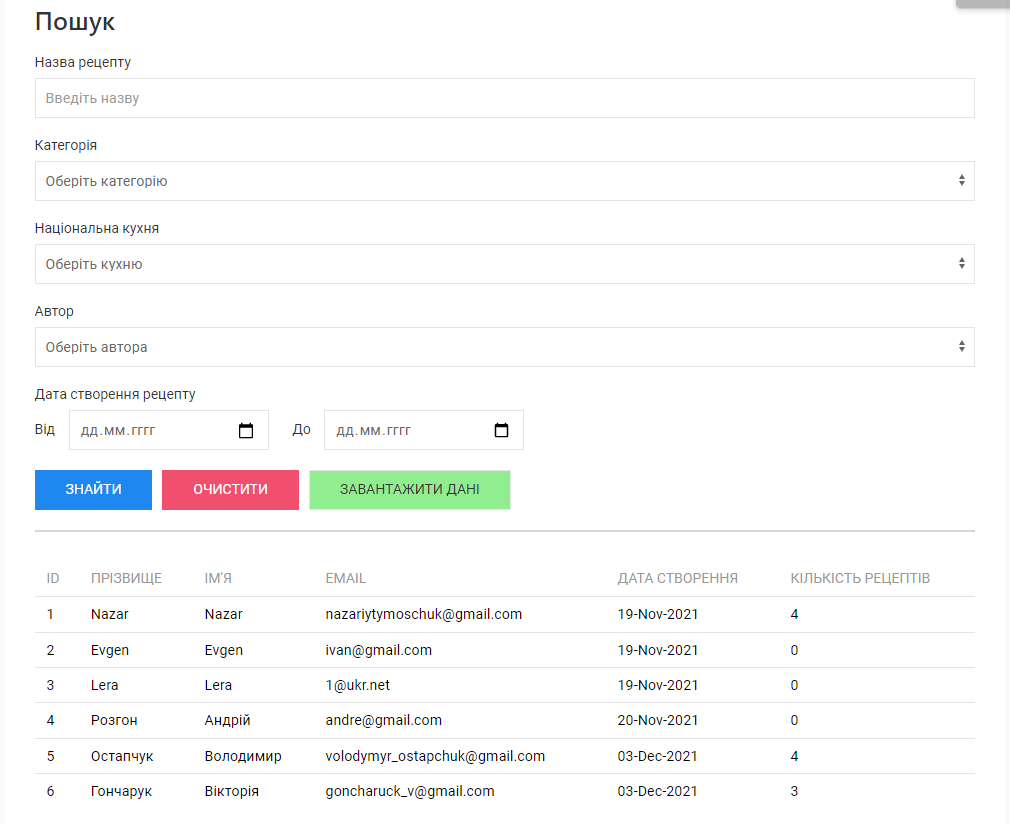 Пошук
Назва рецепту
Введіть назву
Категорія
Оберіть категорію
Національна кухня
Оберіть кухню
Автор
Оберіть автора
Дата створення рецепту
Від дд.мм.гггг До дд.мм.гггг
ЗНАЙТИ ОЧИСТИТИ ЗАВАНТАЖИТИ ДАНІ
ID ПРІЗВИЩЕ ІМ'Я EMAIL ДАТА СТВОРЕННЯ КІЛЬКІСТЬ РЕЦЕПТІВ
1 Nazar Nazar nazariytymoschuk@gmail.com 19-Nov-2021 4
2 Evgen Evgen ivan@gmail.com 19-Nov-2021 0
3 Lera Lera 1@ukr.net 19-Nov-2021 0
4 Розгон Андрій andre@gmail.com 20-Nov-2021 0
5 Остапчук Володимир volodymyr_ostapchuk@gmail.com 03-Dec-2021 4
6 Гончарук Вікторія goncharuck_v@gmail.com 03-Dec-2021 3